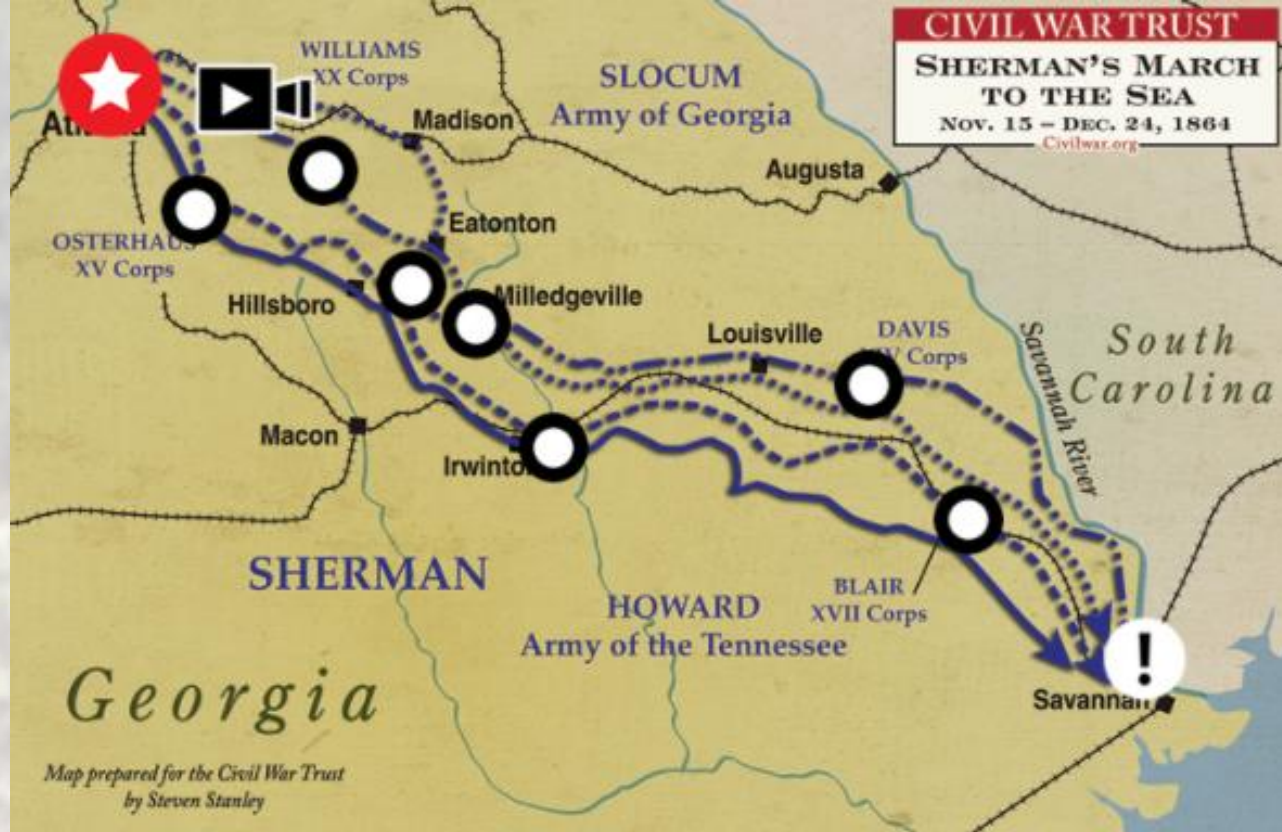 CIVIL WAR TRUST
SHERMAN'S MARCH
TO THE SEA
NOV. 15 – DEC. 24, 1864
Civilwar.org
WILLIAMS
XX Corps
SLOCUM
Army of Georgia
Madison
Augusta
Eatonton
OSTERHAUS
XV Corps
Hillsboro
Milledgeville
Louisville
DAVIS
Corps
Savannah River
South
Carolina
Macon
SHERMAN
HOWARD
Army of the Tennessee
BLAIR
XVII Corps
!
Savannah
Georgia
Map prepared for the Civil War Trust
by Steven Stanley